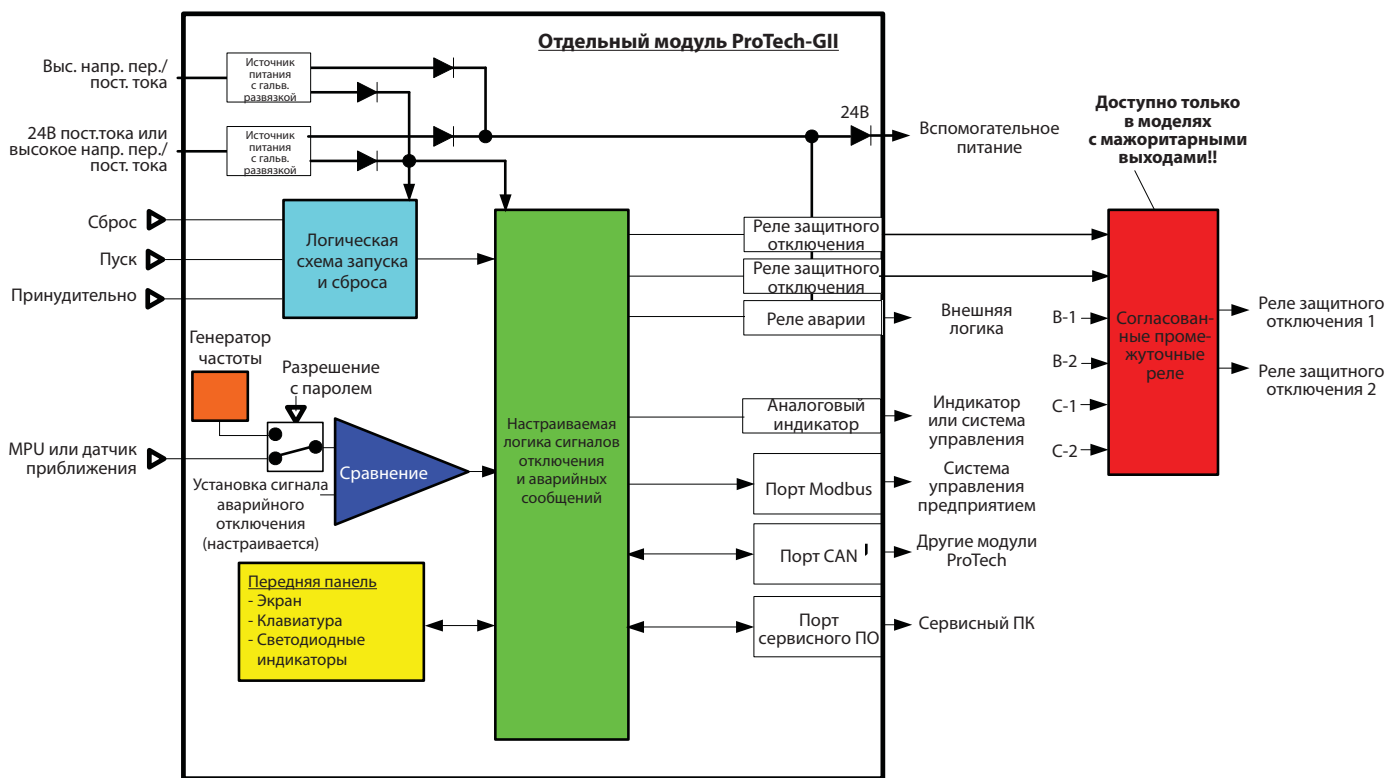 Отдельный модуль ProTech-GII
Выс. напр. пер./
пост. тока
Источник
питания
с гальв.
развязкой
24В пост.тока или
высокое напр. пер./
пост. тока
Источник
питания
с гальв.
развязкой
24В
Вспомогательное
питание
Доступно только
в моделях
с мажоритарными
выходами!!
Сброс
Пуск
Принудительно
Логическая
схема запуска
и сброса
Реле защитного
отключения
Реле защитного
отключения
Реле аварии
Внешняя
логика
B-1
B-2
C-1
C-2
Согласован-
ные проме-
жуточные
реле
Реле защитного
отключения 1
Реле защитного
отключения 2
Генератор
частоты
Разрешение
с паролем
MPU или датчик
приближения
Сравнение
Установка сигнала
аварийного
отключения
(настраивается)
Настраиваемая
логика сигналов
отключения
и аварийных
сообщений
Аналоговый
индикатор
Индикатор
или система
управления
Порт Modbus
Система
управления
предприятием
Порт CAN
Другие модули
ProTech
Порт
сервисного ПО
Сервисный ПК
Передняя панель
- Экран
- Клавиатура
- Светодиодные
индикаторы